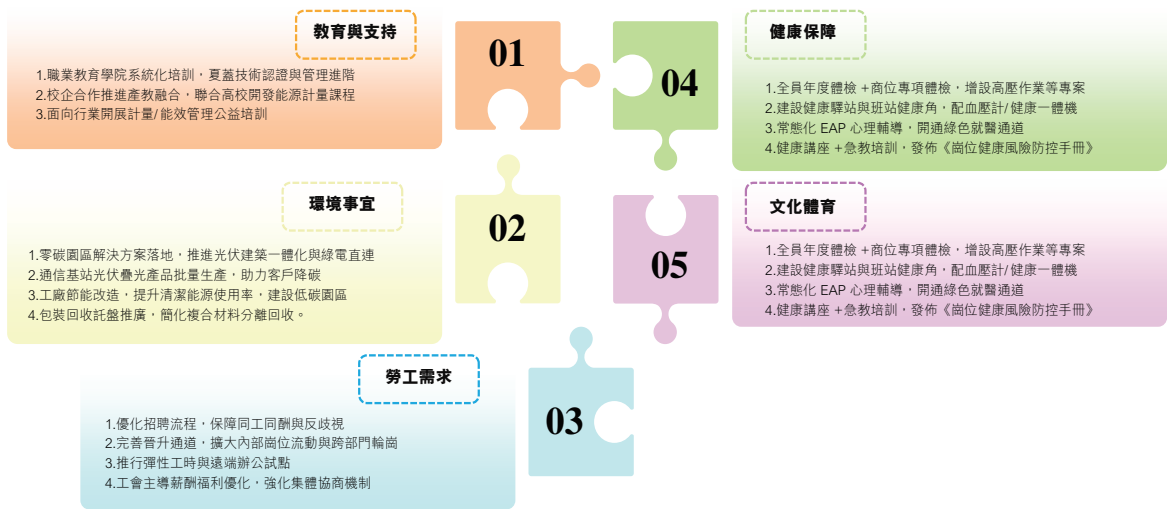 教育與支持
1.職業教育學院系統化培訓，夏蓋技術認證與管理進階
2.校企合作推進產教融合，聯合高校開發能源計量課程
3.面向行業開展計量/能效管理公益培訓
01
環境事宜
1.零碳園區解決方案落地，推進光伏建築一體化與綠電直連
2.通信基站光伏疊光產品批量生產，助力客戶降碳
3.工廠節能改造，提升清潔能源使用率，建設低碳園區
4.包裝回收託盤推廣，簡化複合材料分離回收。
02
勞工需求
1.優化招聘流程，保障同工同酬與反歧視
2.完善晉升通道，擴大內部崗位流動與跨部門輪崗
3.推行彈性工時與遠端辦公試點
4.工會主導薪酬福利優化，強化集體協商機制
03
04
健康保障
1.全員年度體檢+商位專項體檢，增設高壓作業等專案
2.建設健康驛站與班站健康角，配血壓計/健康一體機
3.常態化 EAP 心理輔導，開通綠色就醫通道
4.健康講座+急教培訓，發佈《崗位健康風險防控手冊》
05
文化體育
1.全員年度體檢+商位專項體檢，增設高壓作業等專案
2.建設健康驛站與班站健康角，配血壓計/健康一體機
3.常態化 EAP 心理輔導，開通綠色就醫通道
4.健康講座+急教培訓，發佈《崗位健康風險防控手冊》